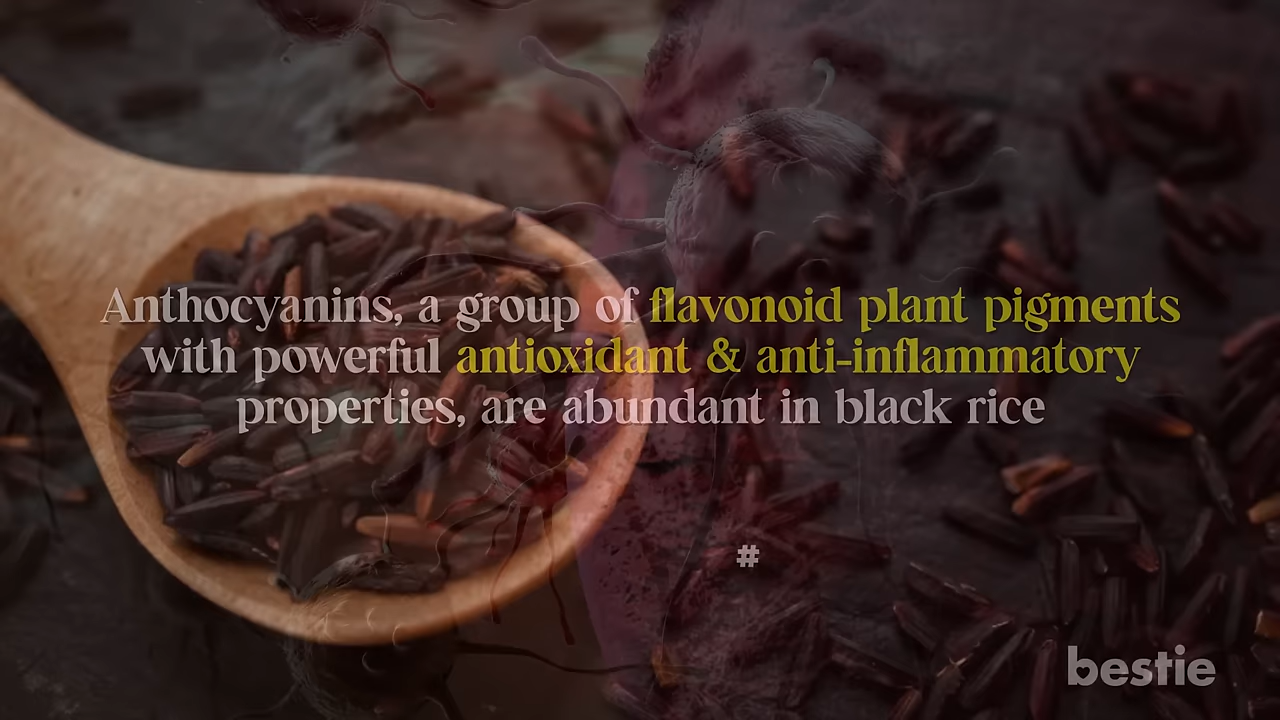 Anthocyanins, a group of flavonoid plant pigments
with powerful antioxidant & anti-inflammatory
properties, are abundant in black rice
#
bestie